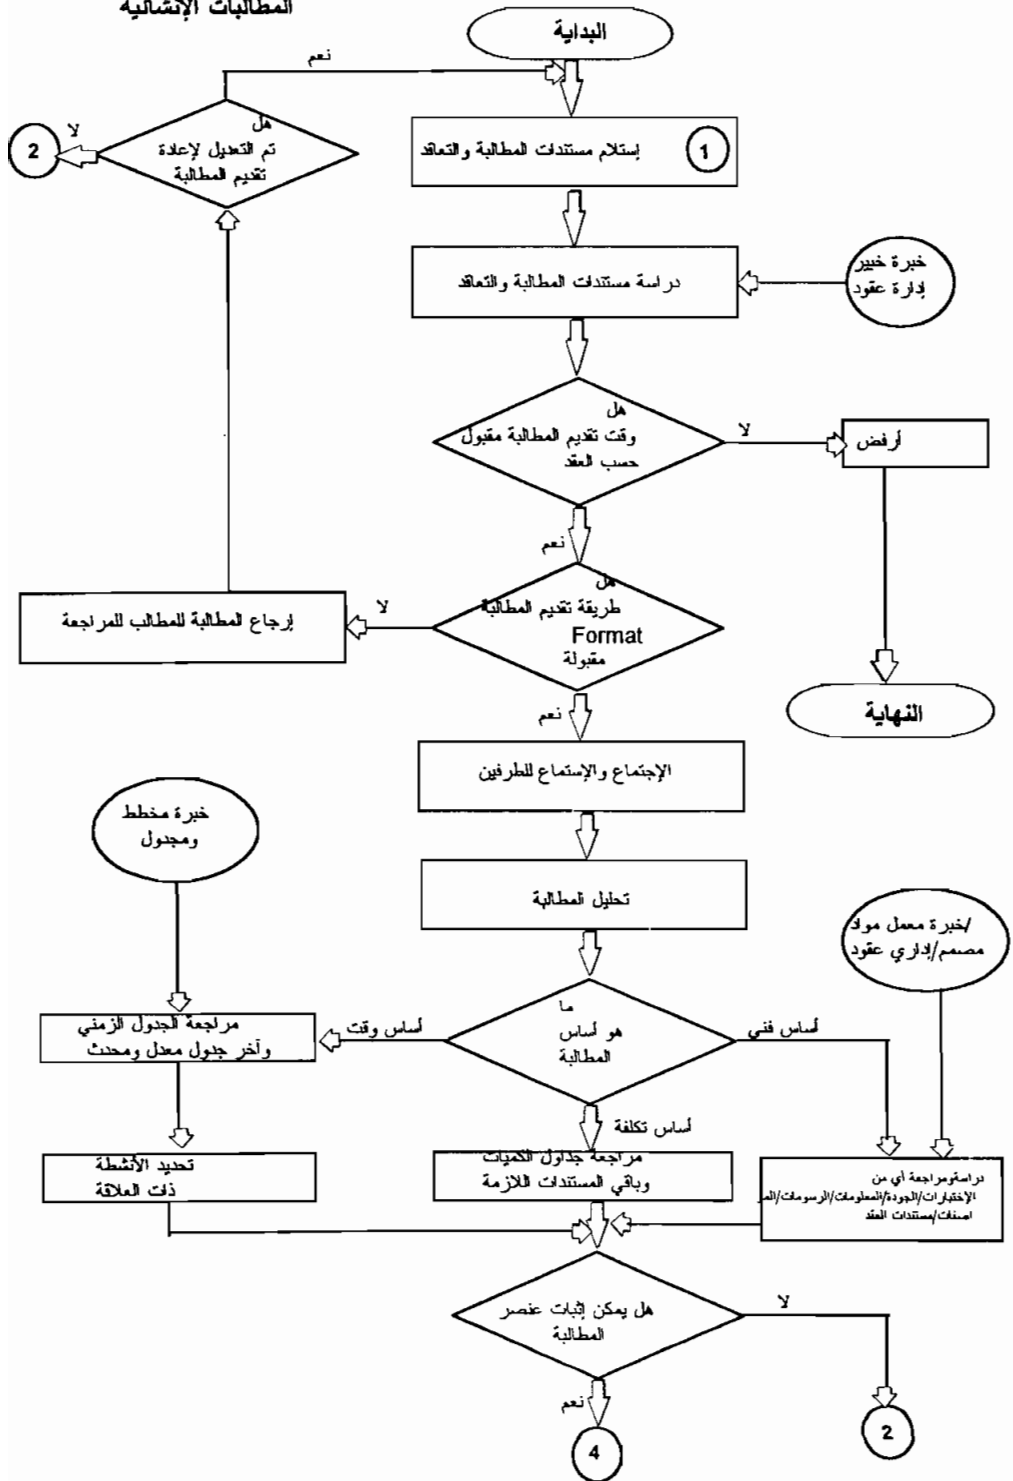 المطالبات الإنشائية
البداية
نعم
هل
تم التعديل لإعادة
تقديم المطالبة
لا
2
إستلام مستندات المطالبة والتعاقد
1
دراسة مستندات المطالبة والتعاقد
خبرة خبير
إدارة عقود
هل
وقت تقديم المطالبة مقبول
حسب العقد
لا
أرفض
نعم
هل
طريقة تقديم المطالبة
Format
مقبولة
لا
إرجاع المطالبة للمطالب للمراجعة
النهاية
نعم
الإجتماع والإستماع للطرفين
خبرة مخطط
ومجدول
تحليل المطالبة
خبرة معمل مواد/
مصمم/إداري عقود
ما
هو أساس
المطالبة
أساس فني
أساس وقت
مراجعة الجدول الزمني
وآخر جدول معدل ومحدث
أساس تكلفة
مراجعة جداول الكميات
وباقي المستندات اللازمة
تحديد الأنشطة
ذات العلاقة
دراسةومراجعة أي من
الإختبارات/الجودة/المعلومات/الرسومات/المو
اصفات/مستندات العقد
هل يمكن إثبات عنصر
المطالبة
لا
نعم
2
4